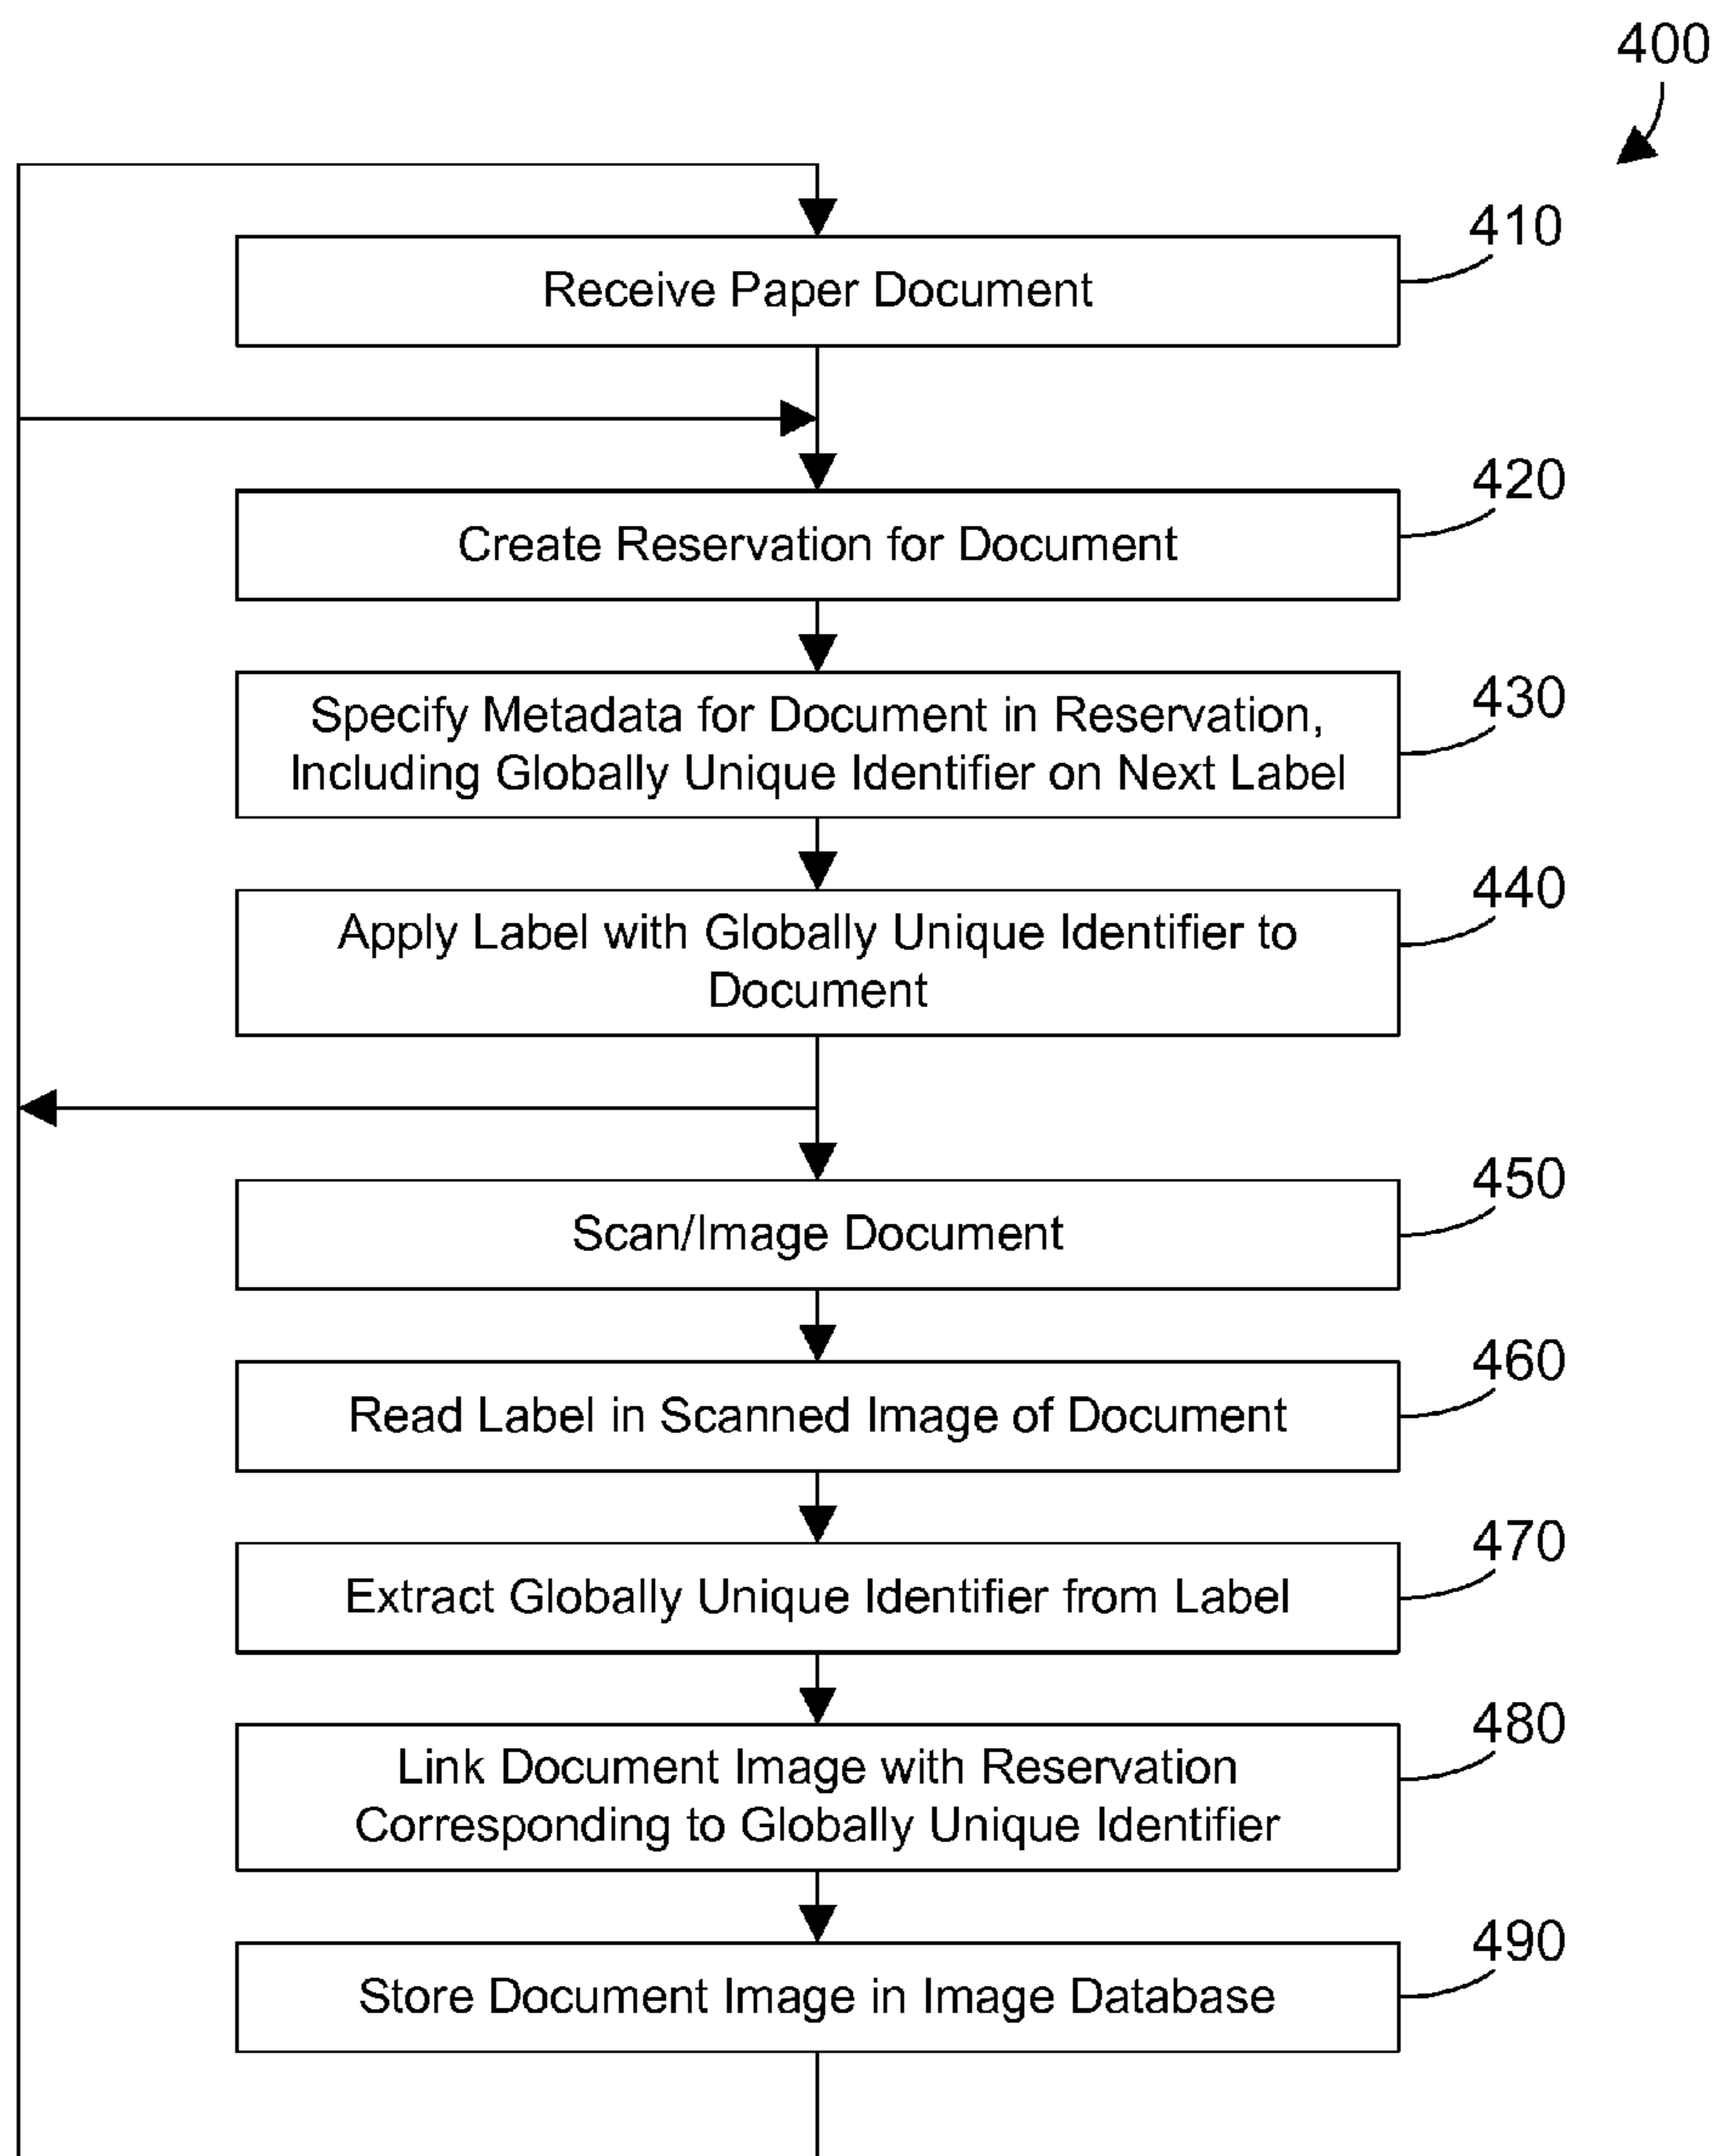 400
410
Receive Paper Document
420
Create Reservation for Document
430
Specify Metadata for Document in Reservation,
Including Globally Unique Identifier on Next Label
440
Apply Label with Globally Unique Identifier to
Document
450
Scan/Image Document
460
Read Label in Scanned Image of Document
470
Extract Globally Unique Identifier from Label
480
Link Document Image with Reservation
Corresponding to Globally Unique Identifier
490
Store Document Image in Image Database